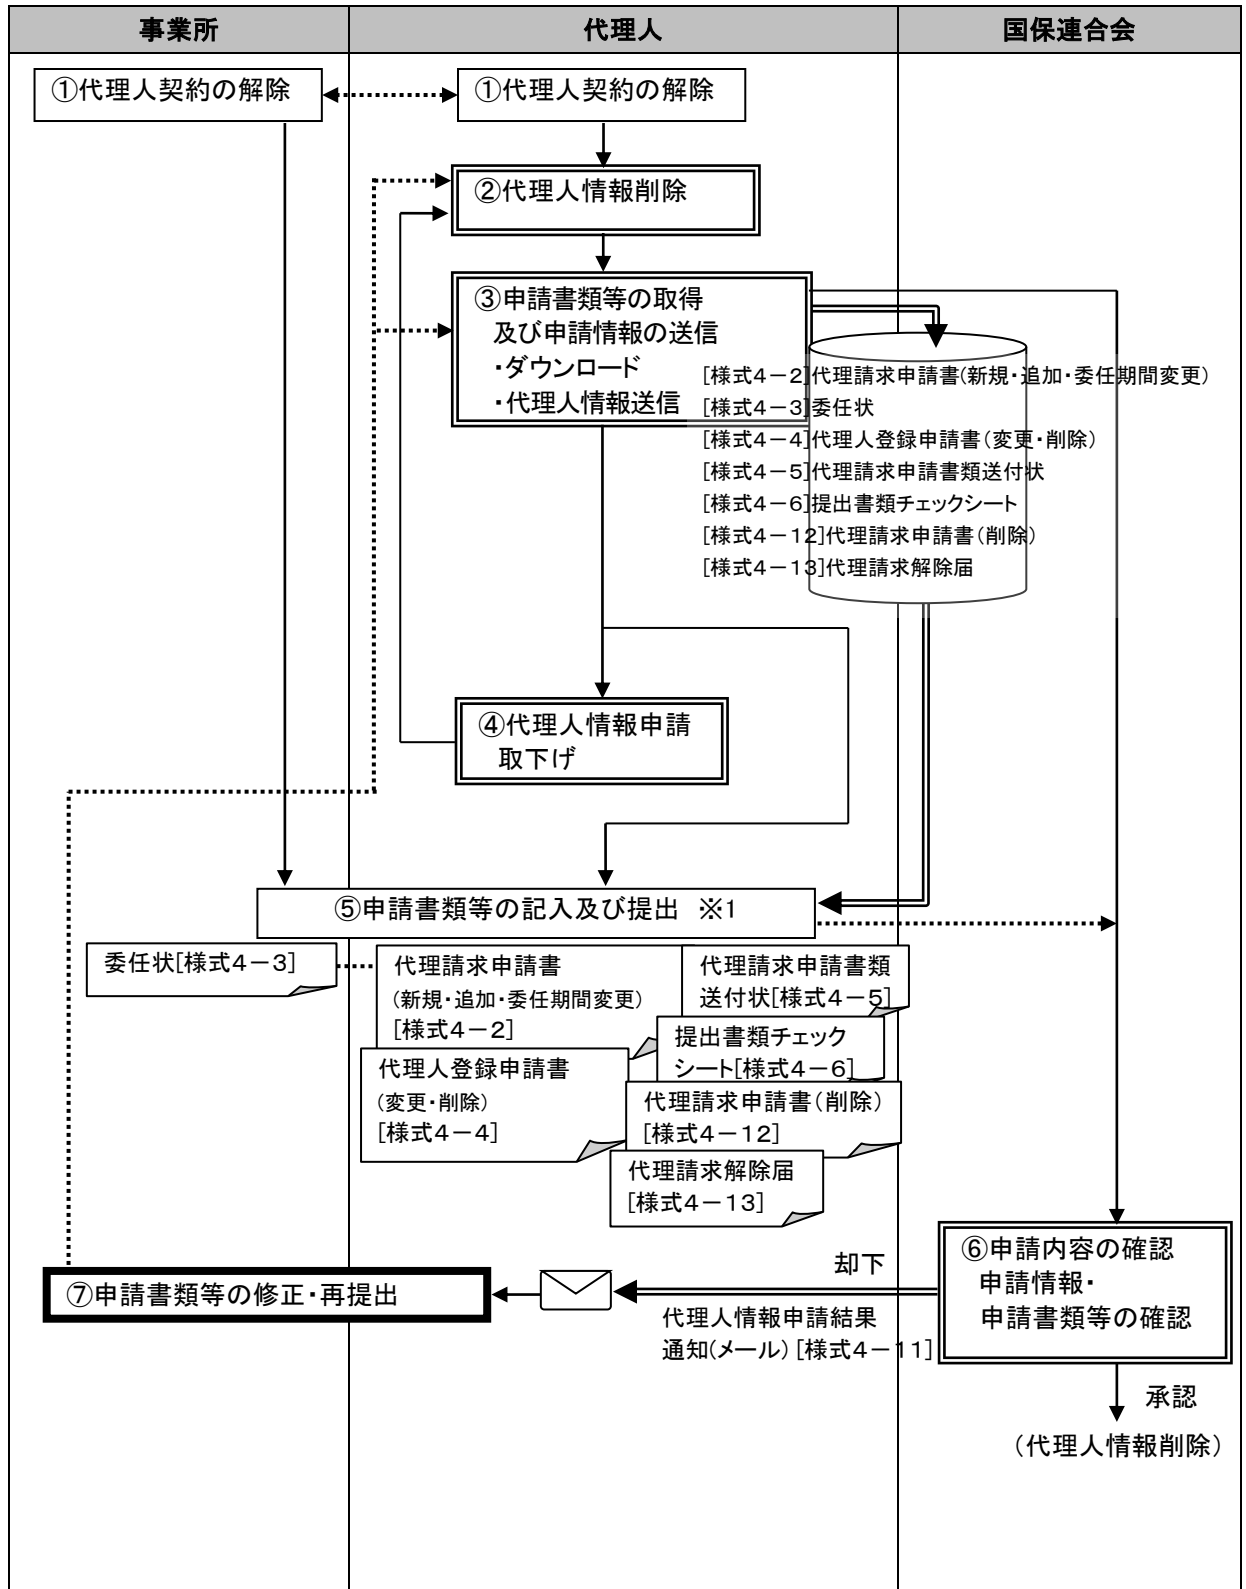 事業所
代理人
国保連合会
①代理人契約の解除
①代理人契約の解除
②代理人情報削除
③申請書類等の取得
及び申請情報の送信
・ダウンロード
・代理人情報送信
[様式4－2]代理請求申請書(新規・追加・委任期間変更)
[様式4－3]委任状
[様式4－4]代理人登録申請書(変更・削除)
[様式4－5]代理請求申請書類送付状
[様式4－6]提出書類チェックシート
[様式4－12]代理請求申請書(削除)
[様式4－13]代理請求解除届
④代理人情報申請
取下げ
⑤申請書類等の記入及び提出 ※1
委任状[様式4－3]
代理請求申請書
(新規・追加・委任期間変更)
[様式4－2]
代理請求申請書類
送付状[様式4－5]
提出書類チェック
シート[様式4－6]
代理人登録申請書
(変更・削除)
[様式4－4]
代理請求申請書(削除)
[様式4－12]
代理請求解除届
[様式4－13]
⑥申請内容の確認
申請情報・
申請書類等の確認
却下
⑦申請書類等の修正・再提出
代理人情報申請結果
通知(メール) [様式4－11]
承認
(代理人情報削除)